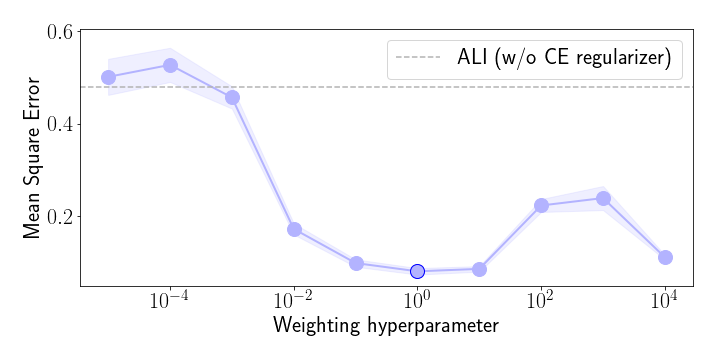 0.6
ALI (w/o CE regularizer)
0.4
0.2
Mean Square Error
10^{-4} 10^{-2} 10^{0} 10^{2} 10^{4}
Weighting hyperparameter